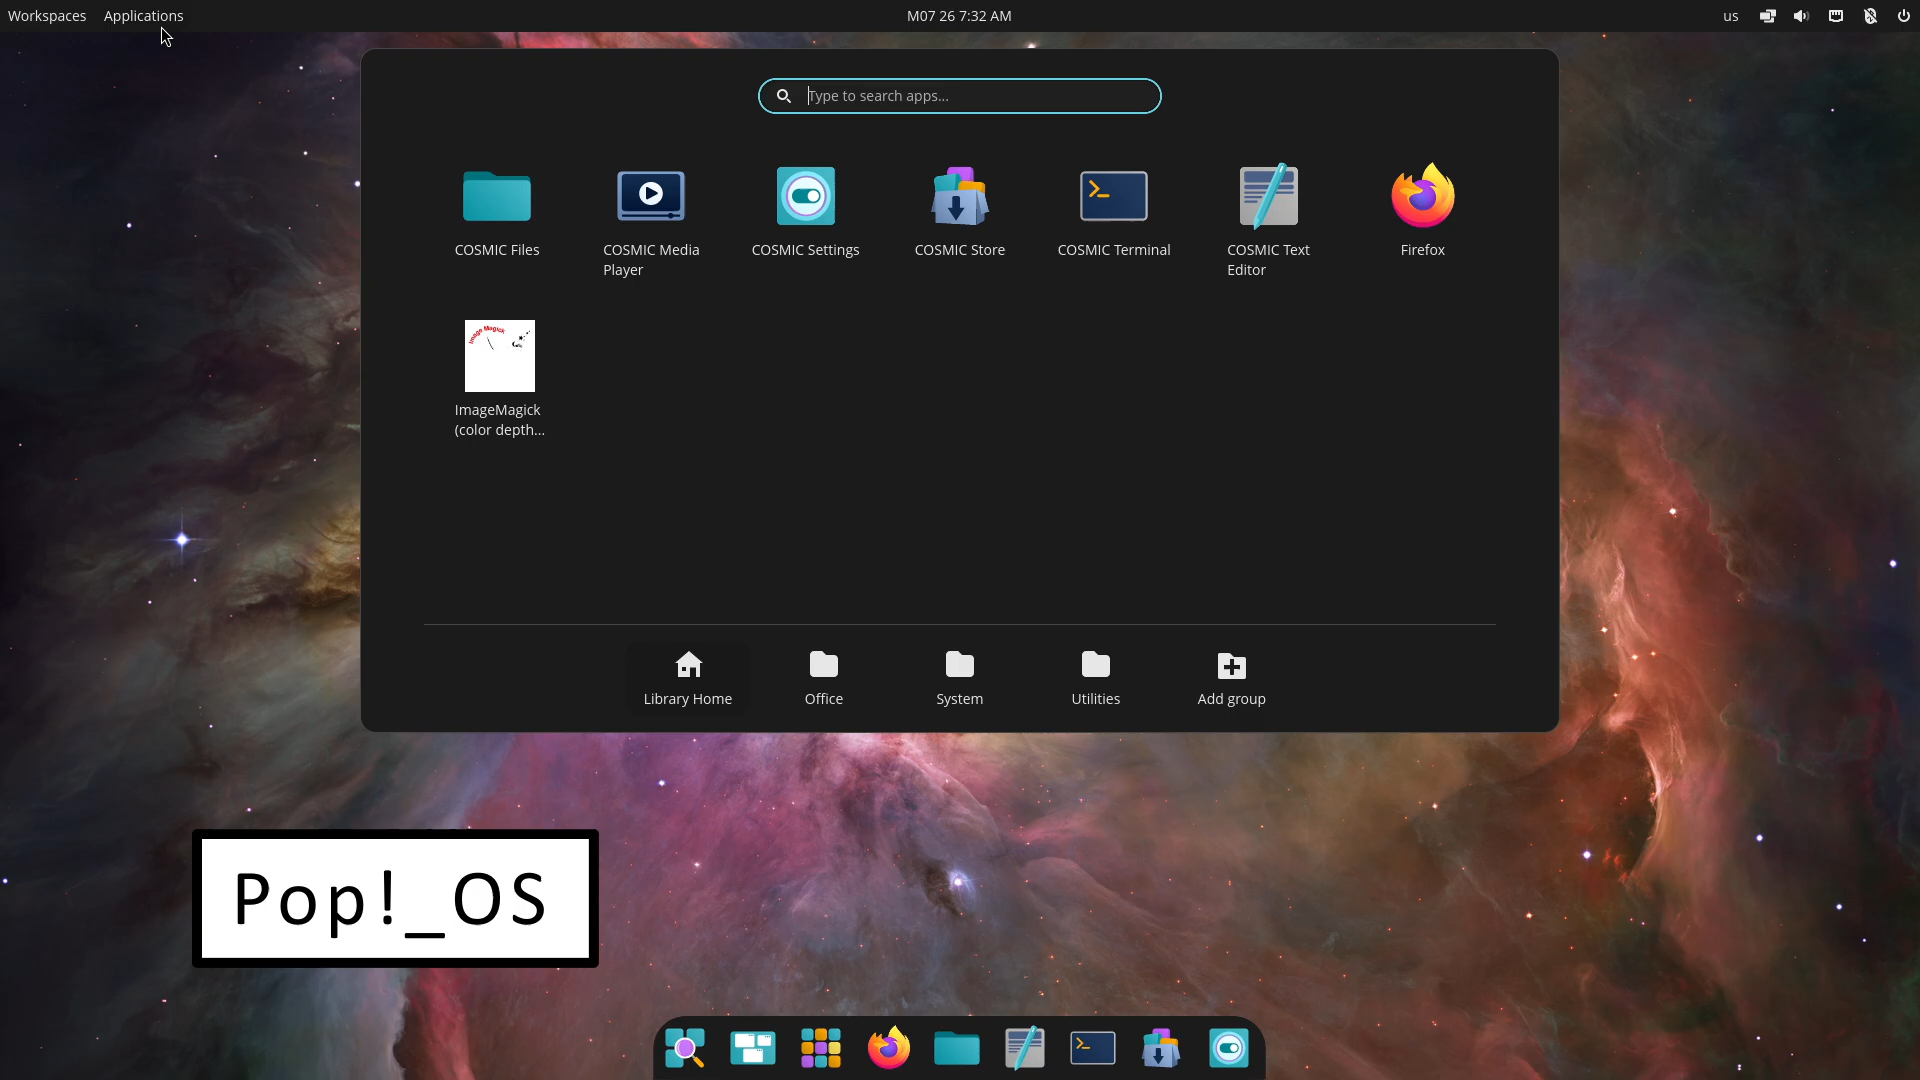 Workspaces Applications M07 26 7:32 AM us
Type to search apps...
COSMIC Files
COSMIC Media
Player
COSMIC Settings
COSMIC Store
COSMIC Terminal
COSMIC Text
Editor
Firefox
Image Magick
ImageMagick
(color depth...
Library Home
Office
System
Utilities
Add group
Pop!_OS